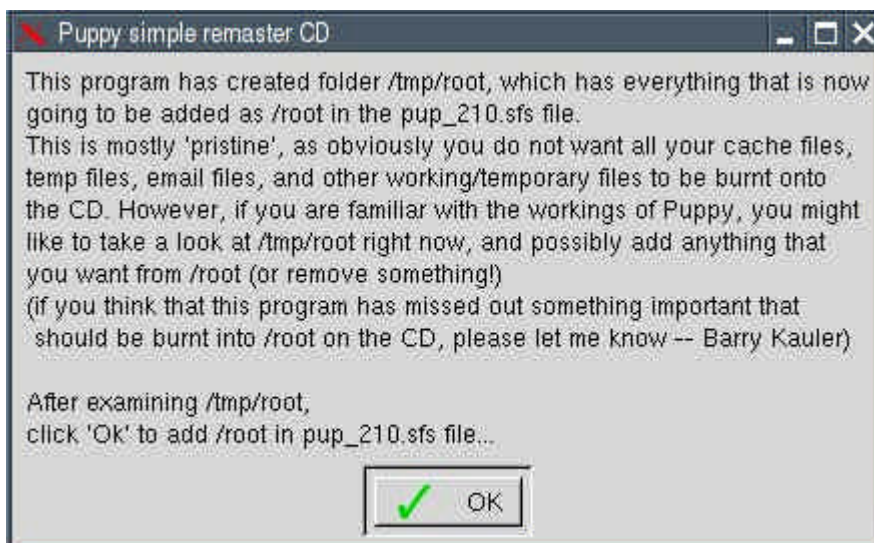 Puppy simple remaster CD
This program has created folder /tmp/root, which has everything that is now
going to be added as /root in the pup_210.sfs file.
This is mostly 'pristine', as obviously you do not want all your cache files,
temp files, email files, and other working/temporary files to be burnt onto
the CD. However, if you are familiar with the workings of Puppy, you might
like to take a look at /tmp/root right now, and possibly add anything that
you want from /root (or remove something!)
(if you think that this program has missed out something important that
should be burnt into /root on the CD, please let me know -- Barry Kauler)
After examining /tmp/root,
click 'Ok' to add /root in pup_210.sfs file...
OK